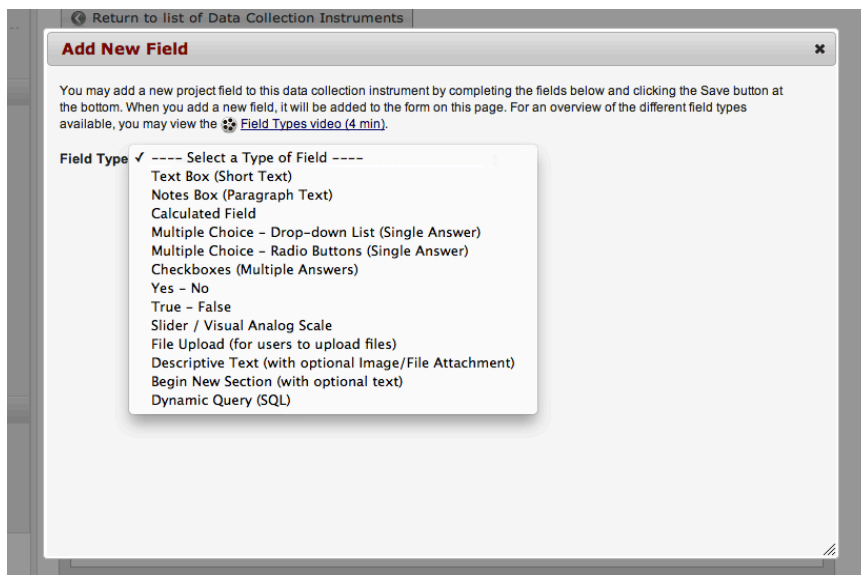 Return to list of Data Collection Instruments
Add New Field
You may add a new project field to this data collection instrument by completing the fields below and clicking the Save button at
the bottom. When you add a new field, it will be added to the form on this page. For an overview of the different field types
available, you may view the Field Types video (4 min).
Field Type ✓ ---- Select a Type of Field ----
Text Box (Short Text)
Notes Box (Paragraph Text)
Calculated Field
Multiple Choice - Drop-down List (Single Answer)
Multiple Choice - Radio Buttons (Single Answer)
Checkboxes (Multiple Answers)
Yes - No
True - False
Slider / Visual Analog Scale
File Upload (for users to upload files)
Descriptive Text (with optional Image/File Attachment)
Begin New Section (with optional text)
Dynamic Query (SQL)